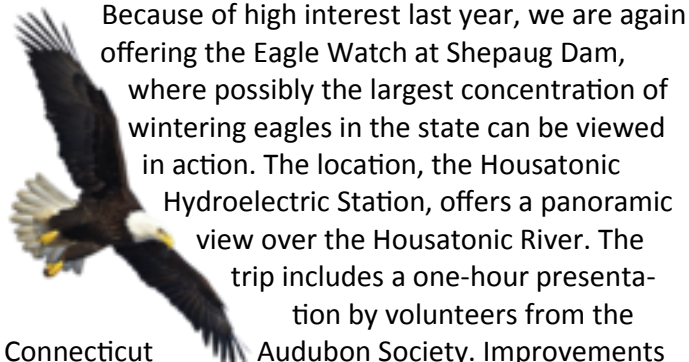 Because of high interest last year, we are again
offering the Eagle Watch at Shepaug Dam,
where possibly the largest concentration of
wintering eagles in the state can be viewed
in action. The location, the Housatonic
Hydroelectric Station, offers a panoramic
view over the Housatonic River. The
trip includes a one-hour presenta-
tion by volunteers from the
Connecticut Audubon Society. Improvements